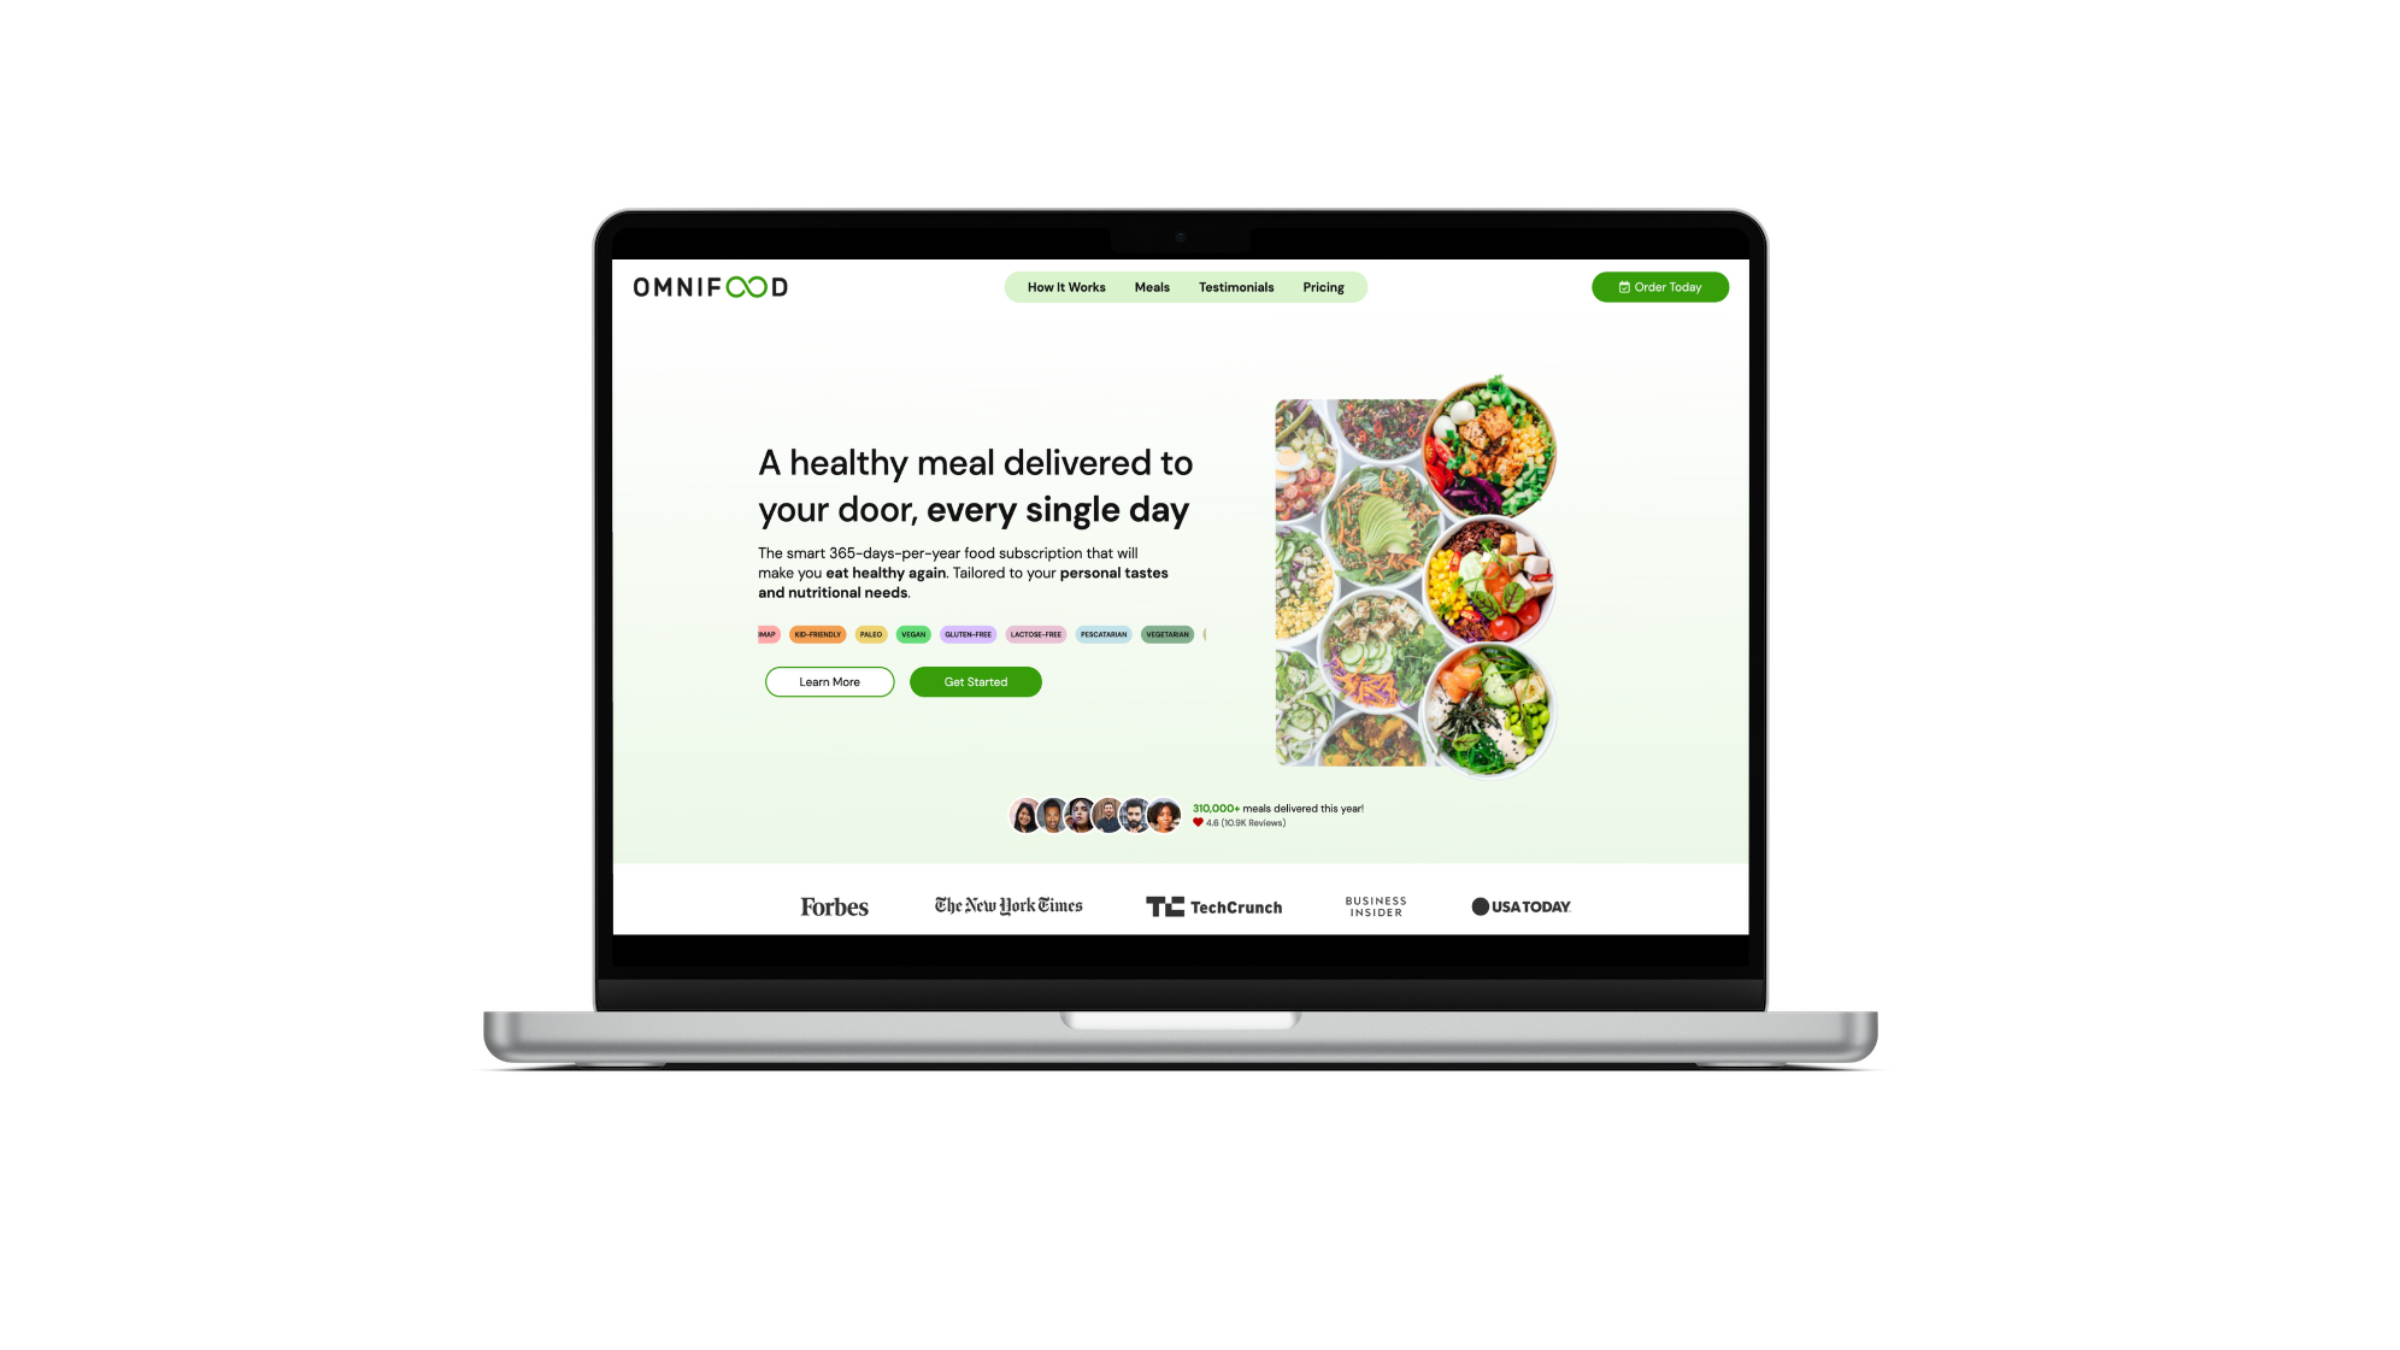 OMNIFOOD
How It Works Meals Testimonials Pricing
Order Today
A healthy meal delivered to
your door, every single day
The smart 365-days-per-year food subscription that will
make you eat healthy again. Tailored to your personal tastes
and nutritional needs.
KID-FRIENDLY PALEO VEGAN GLUTEN-FREE LACTOSE-FREE PESCATARIAN VEGETARIAN
Learn More Get Started
310,000+ meals delivered this year!
4.6 (10.9K Reviews)
Forbes The New York Times TC TechCrunch BUSINESS
INSIDER
USA TODAY